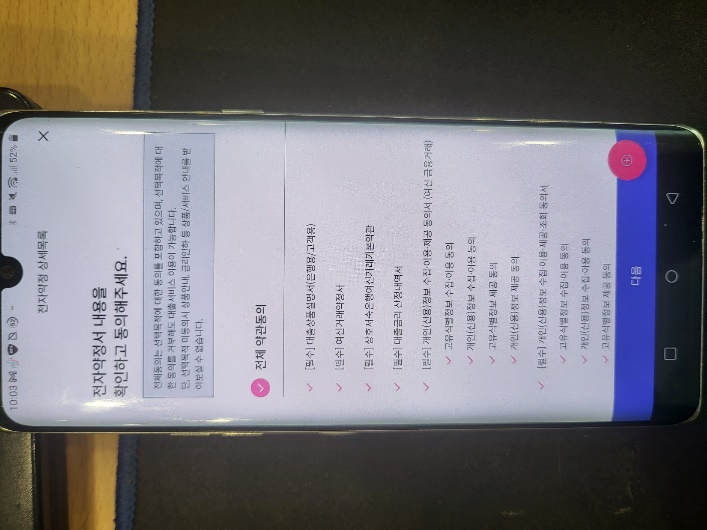 10:03
52%
전자약정 상세목록
전자약정서 내용을
확인하고 동의해주세요.
전체동의는 선택목적에 대한 동의를 포함하고 있으며, 선택목적에 대
한 동의를 거부해도 대출서비스 이용이 가능합니다.
단, 선택목적 미동의시 상품안내, 금리인하 등 상품/서비스 안내를 받
아보실 수 없습니다.
전체 약관동의
[필수] 대출상품설명서(은행용/고객용)
[필수] 여신거래약정서
[필수] 상호저축은행여신거래기본약관
[필수] 대출금리 산정내역서
[필수] 개인(신용)정보 수집·이용·제공 동의서 (여신 금융거래)
고유식별정보 수집·이용 동의
개인(신용)정보 수집·이용 동의
고유식별정보 제공 동의
개인(신용)정보 제공 동의
[필수] 개인(신용)정보 수집·이용·제공·조회 동의서
고유식별정보 수집·이용 동의
개인(신용)정보 수집·이용 동의
고유식별정보 제공 동의
다음